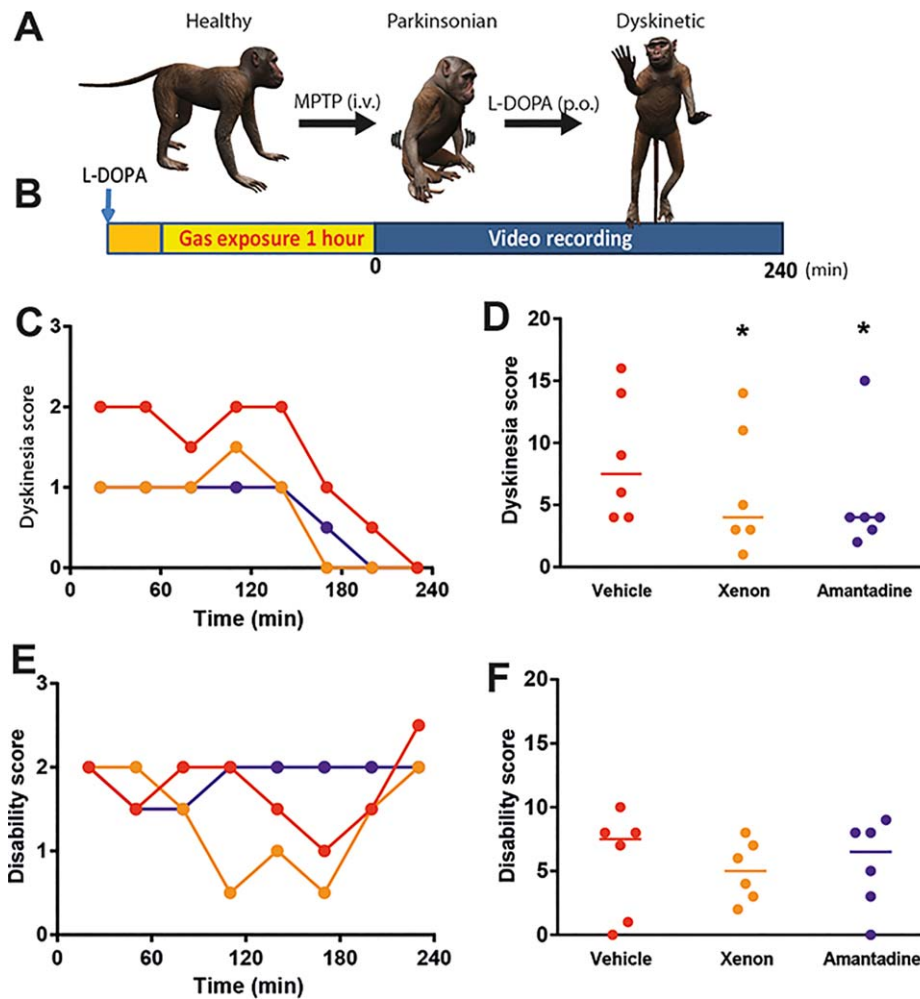 A
Healthy
Parkinsonian
Dyskinetic
MPTP (i.v.)
L-DOPA (p.o.)
L-DOPA
B
Gas exposure 1 hour
Video recording
0
240 (min)
C
3
2
1
0
Dyskinesia score
0 60 120 180 240
Time (min)
D
20
15
10
5
0
Dyskinesia score
* *
Vehicle Xenon Amantadine
E
3
2
1
0
Disability score
0 60 120 180 240
Time (min)
F
20
15
10
5
0
Disability score
Vehicle Xenon Amantadine